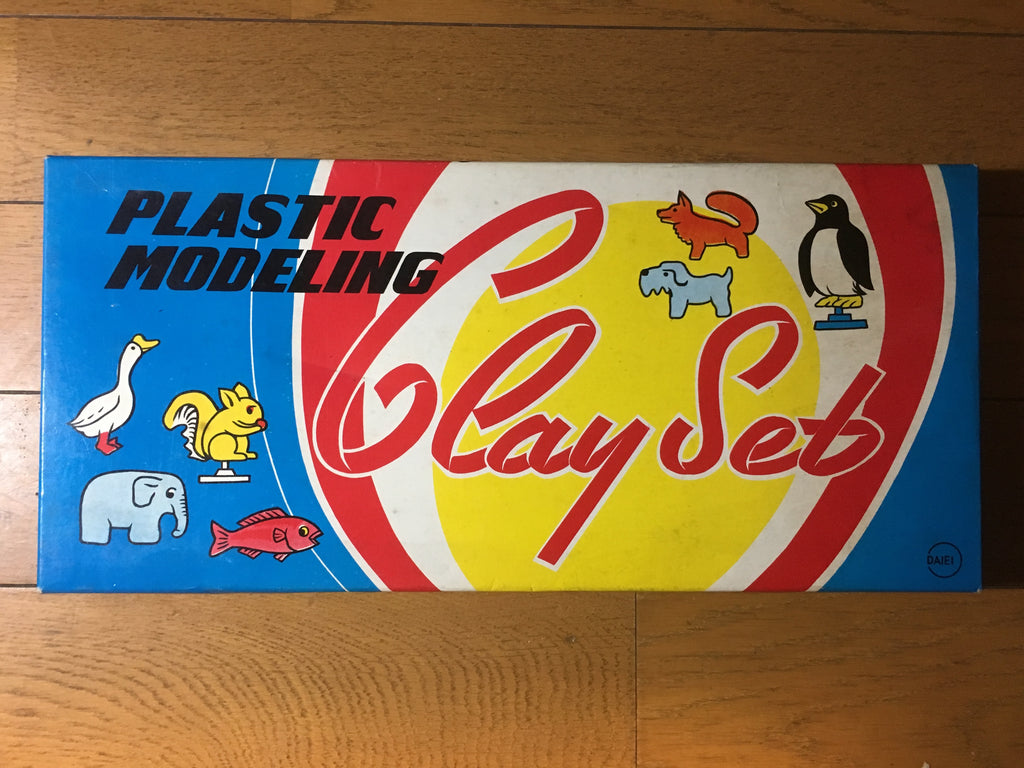 PLASTIC
MODELING
Clay Set
DAIEI